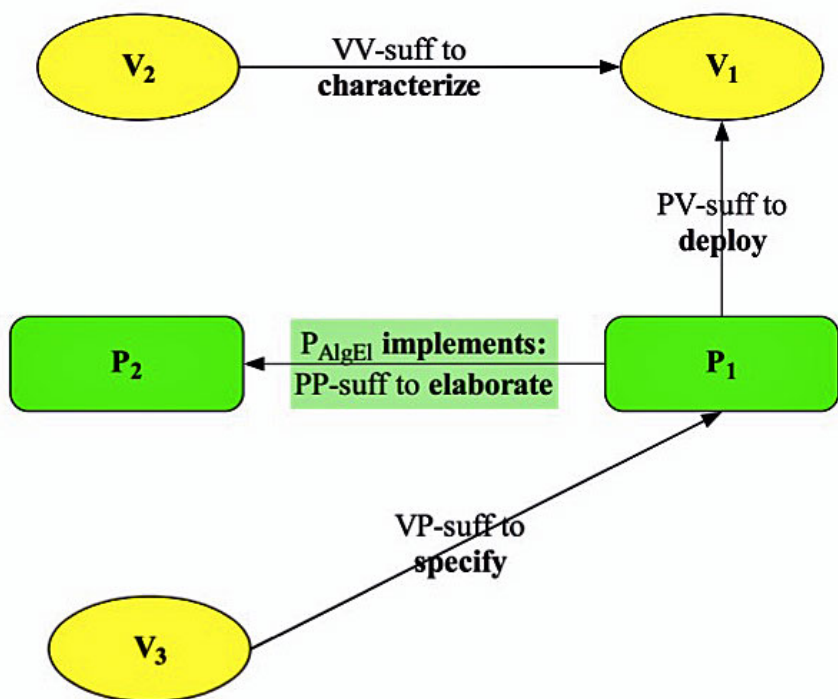 V₂
VV-suff to
characterize
V₁
PV-suff to
deploy
P₂
P_AlgEl implements:
PP-suff to elaborate
P₁
VP-suff to
specify
V₃